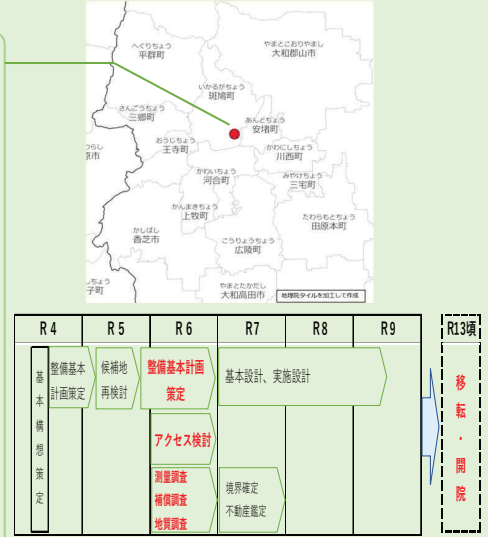 へぐりちょう
平群町
やまとこおりやまし
大和郡山市
いかるがちょう
斑鳩町
さんごうちょう
三郷町
あんどちょう
安堵町
おうじちょう
王寺町
かわにしちょう
川西町
らし
原市
かわいちょう
河合町
みやけちょう
三宅町
かんまきちょう
上牧町
たわらもとちょう
田原本町
かしばし
香芝市
こうりょうちょう
広陵町
しちょう
子町
やまとたかだし
大和高田市
地理院タイルを加工して作成
R4 R5 R6 R7 R8 R9 R13頃
基本構想策定
整備基本
計画策定
候補地
再検討
整備基本計画
策定
基本設計、実施設計
アクセス検討
測量調査
補償調査
地質調査
境界確定
不動産鑑定
移転・開院